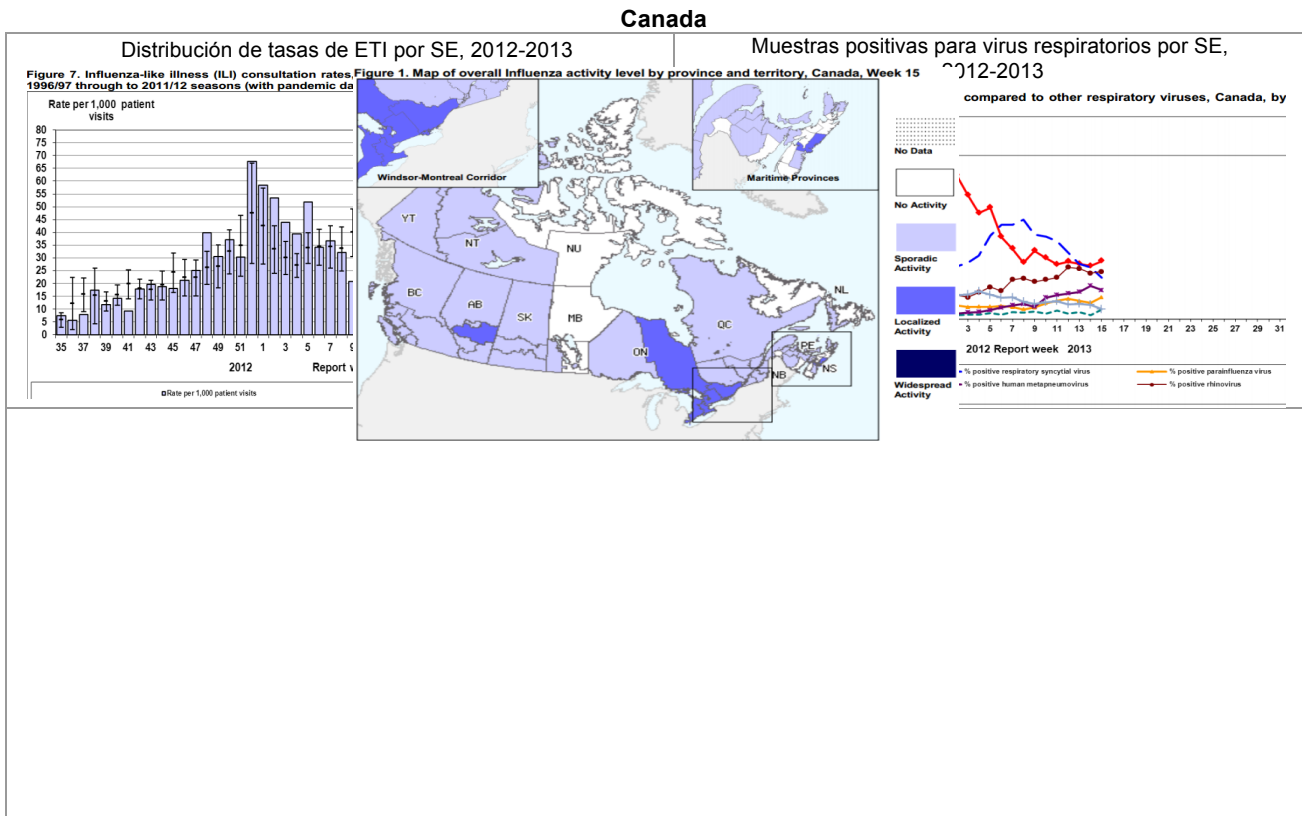 Canada
Distribución de tasas de ETI por SE, 2012-2013
Muestras positivas para virus respiratorios por SE,
2012-2013
Figure 7. Influenza-like illness (ILI) consultation rates,
1996/97 through to 2011/12 seasons (with pandemic da
Rate per 1,000 patient
visits
80
75
70
65
60
55
50
45
40
35
30
25
20
15
10
5
0
35 37 39 41 43 45 47 49 51 1 3 5 7 9
2012 Report
Rate per 1,000 patient visits
Figure 1. Map of overall Influenza activity level by province and territory, Canada, Week 15
Windsor-Montreal Corridor
Maritime Provinces
YT
NT
NU
BC
AB
SK
MB
ON
QC
NL
PE
NB
NS
No Data
No Activity
Sporadic
Activity
Localized
Activity
Widespread
Activity
compared to other respiratory viruses, Canada, by
3 5 7 9 11 13 15 17 19 21 23 25 27 29 31
2012 Report week 2013
% positive respiratory syncytial virus
% positive parainfluenza virus
% positive human metapneumovirus
% positive rhinovirus